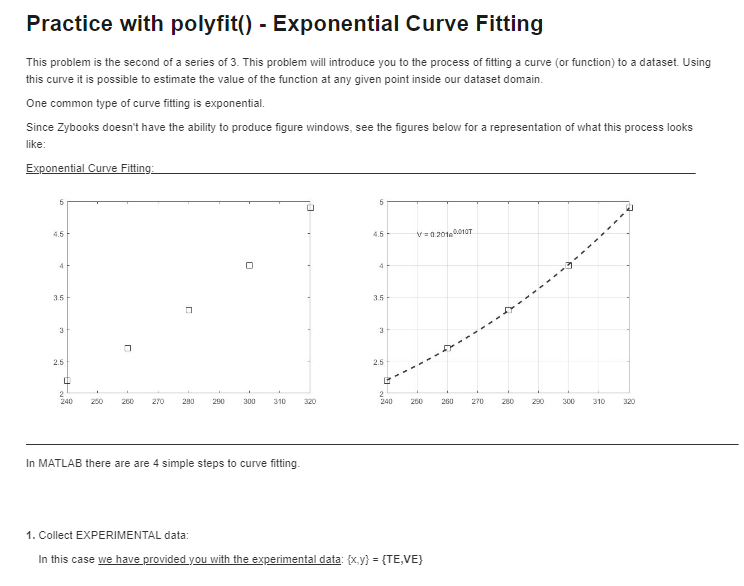 Practice with polyfit() - Exponential Curve Fitting
This problem is the second of a series of 3. This problem will introduce you to the process of fitting a curve (or function) to a dataset. Using
this curve it is possible to estimate the value of the function at any given point inside our dataset domain.
One common type of curve fitting is exponential.
Since Zybooks doesn't have the ability to produce figure windows, see the figures below for a representation of what this process looks
like:
Exponential Curve Fitting:
5
4.5
4
3.5
3
2.5
2
240 250 260 270 280 290 300 310 320
5
4.5
4
3.5
3
2.5
2
240 250 260 270 280 290 300 310 320
V = 0.201e^0.010T
In MATLAB there are are 4 simple steps to curve fitting.
1. Collect EXPERIMENTAL data:
In this case we have provided you with the experimental data: {x,y} = {TE,VE}